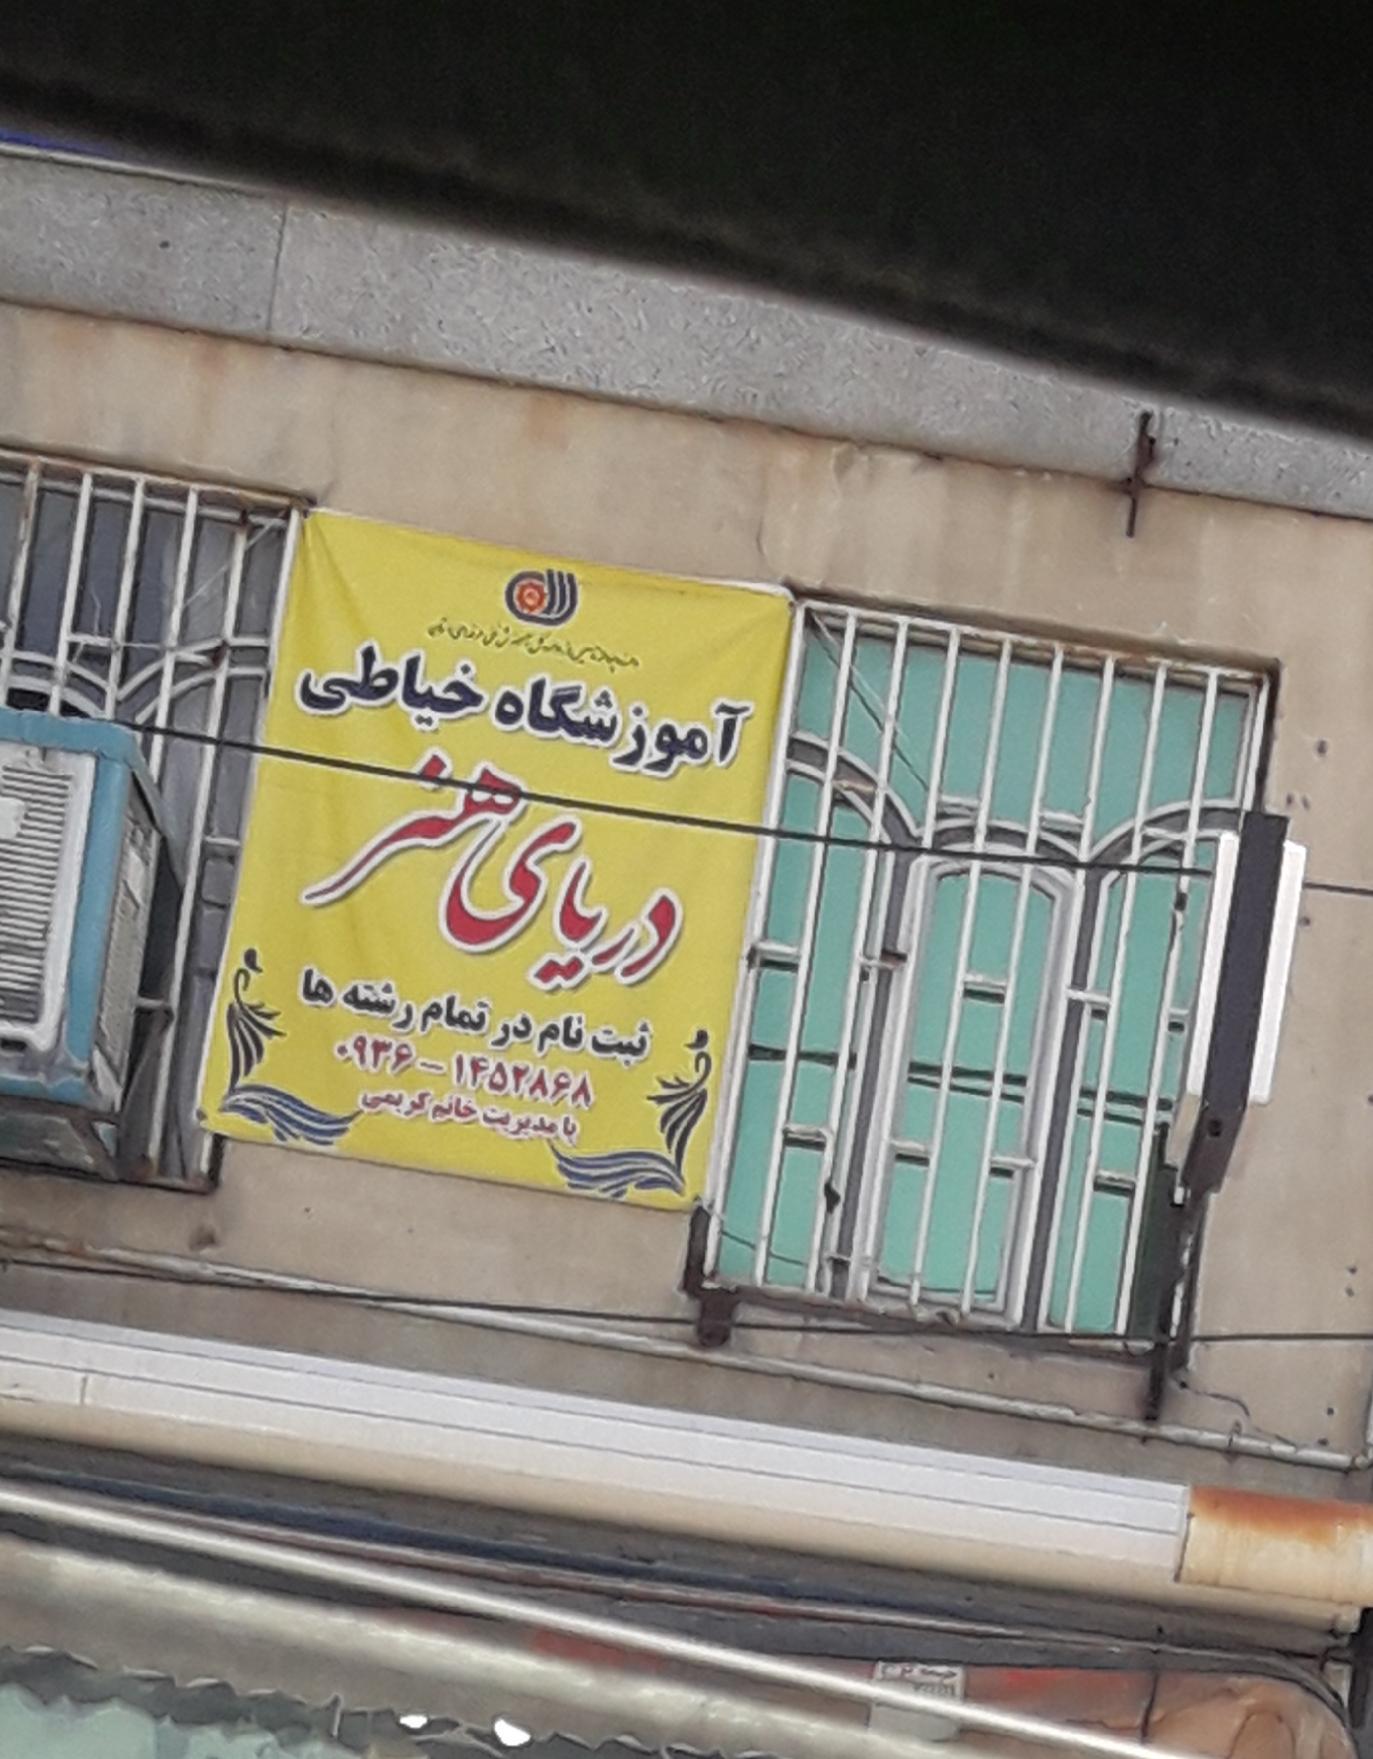 آموزشگاه خیاطی
دریای هنر
ثبت نام در تمام رشته ها
۰۹۳۶ – ۱۴۵۲۸۶۸
با مدیریت خانم کریمی